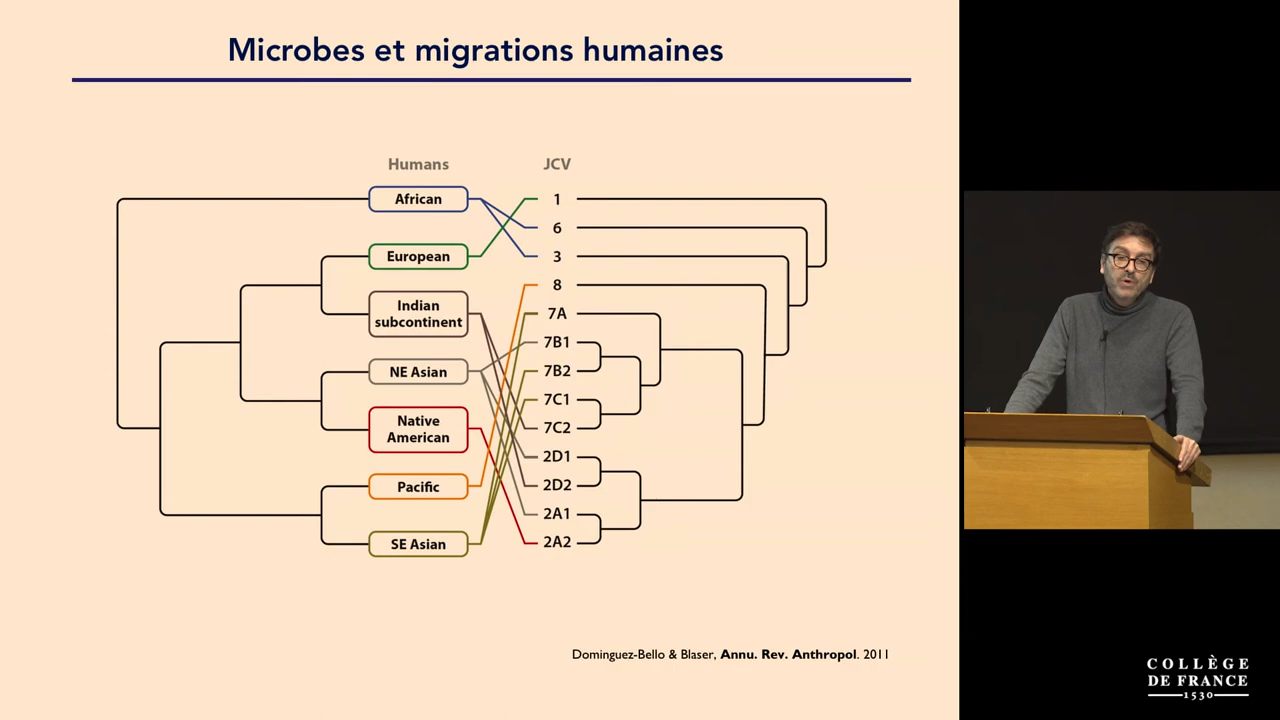 Microbes et migrations humaines
Humans
JCV
African
European
Indian
subcontinent
NE Asian
Native
American
Pacific
SE Asian
1
6
3
8
7A
7B1
7B2
7C1
7C2
2D1
2D2
2A1
2A2
Dominguez-Bello & Blaser, Annu. Rev. Anthropol. 2011
COLLÈGE
DE FRANCE
1530